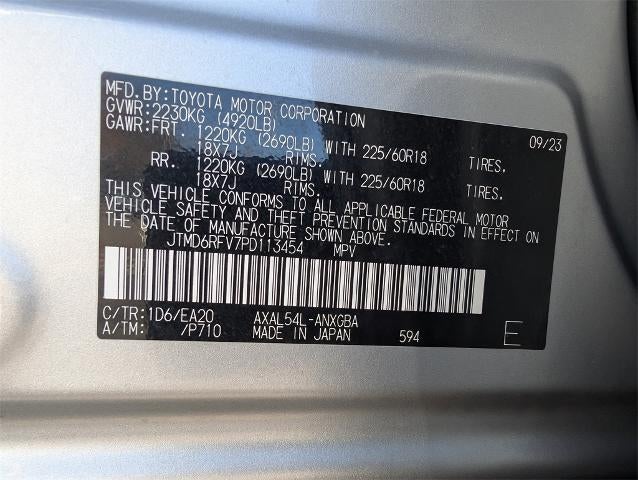 MFD.BY:TOYOTA MOTOR CORPORATION 09/23
GVWR:2230KG (4920LB)
GAWR:FRT. 1220KG (2690LB) WITH 225/60R18 TIRES.
18X7J RIMS.
RR. 1220KG (2690LB) WITH 225/60R18 TIRES.
18X7J RIMS.
THIS VEHICLE CONFORMS TO ALL APPLICABLE FEDERAL MOTOR
VEHICLE SAFETY AND THEFT PREVENTION STANDARDS IN EFFECT ON
THE DATE OF MANUFACTURE SHOWN ABOVE.
JTMD6RFV7PD113454 MPV
C/TR:1D6/EA20 AXAL54L-ANXGBA
A/TM: /P710 MADE IN JAPAN 594 E